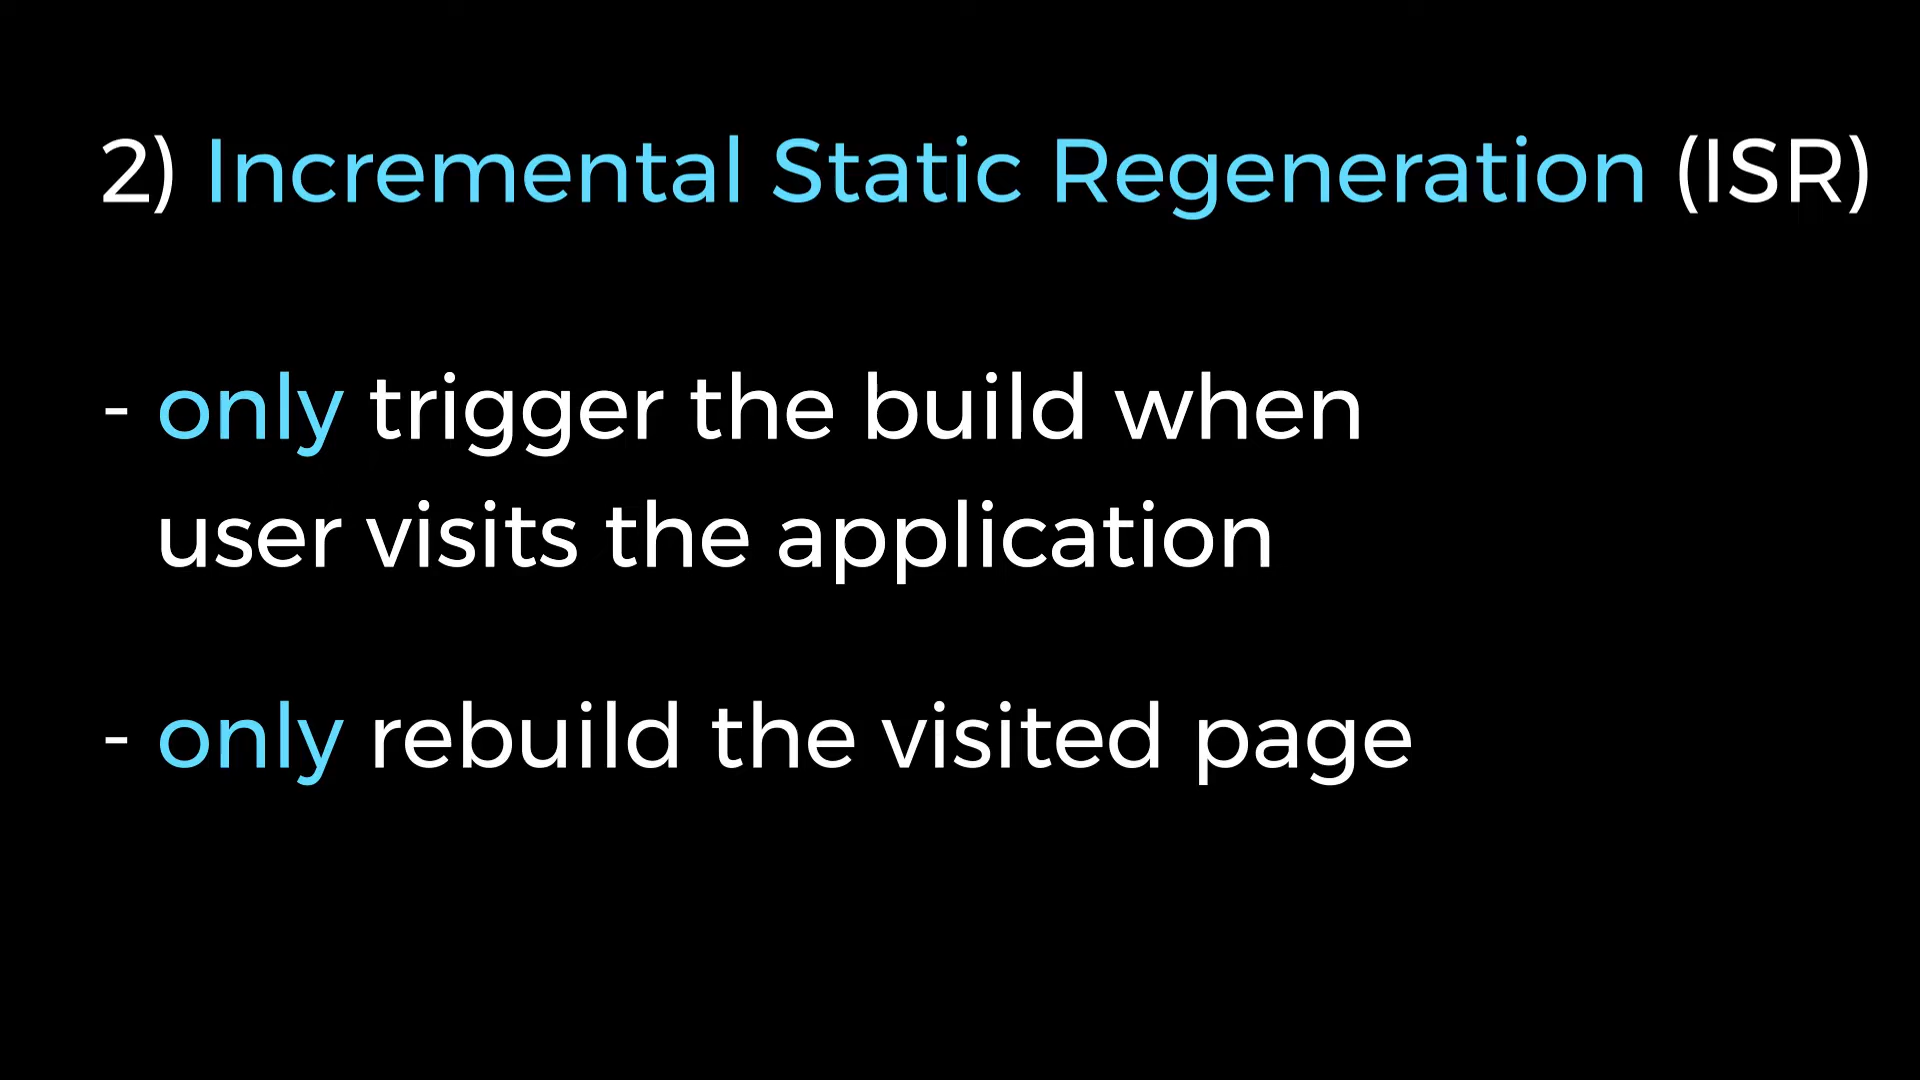 2) Incremental Static Regeneration (ISR)
- only trigger the build when
user visits the application
- only rebuild the visited page